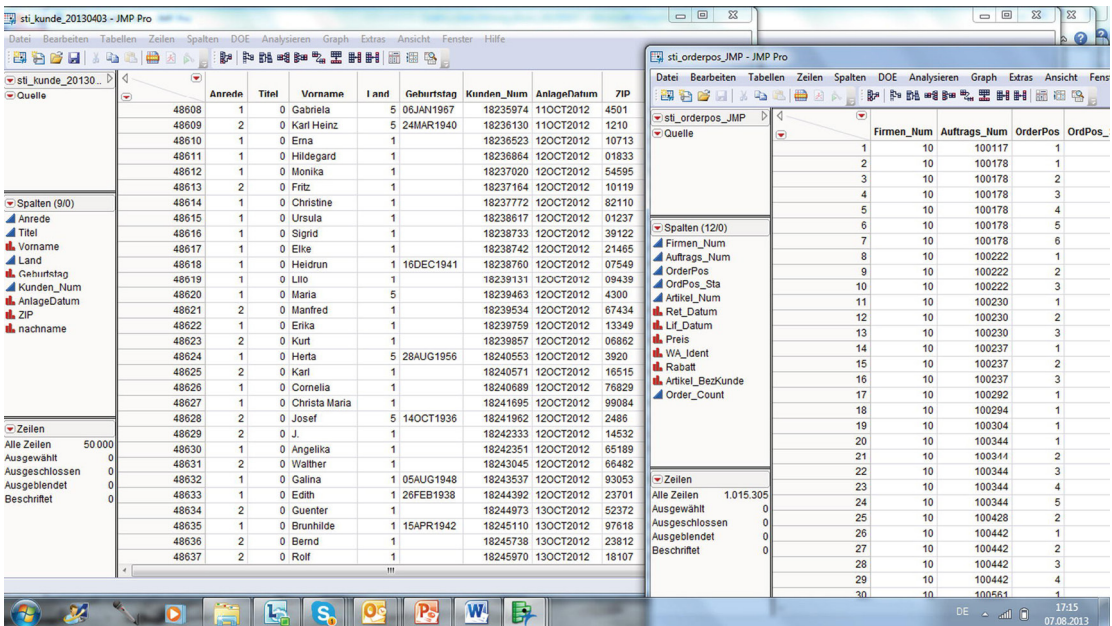 sti_kunde_20130403 - JMP Pro
Datei Bearbeiten Tabellen Zeilen Spalten DOE Analysieren Graph Extras Ansicht Fenster Hilfe
sti_kunde_20130...
Quelle
Anrede Titel Vorname Land Geburtstag Kunden_Num AnlageDatum ZIP
48608 1 0 Gabriela 5 06JAN1967 18235974 11OCT2012 4501
48609 2 0 Karl Heinz 5 24MAR1940 18236130 11OCT2012 1210
48610 1 0 Erna 1 18236523 12OCT2012 10713
48611 1 0 Hildegard 1 18236864 12OCT2012 01833
48612 1 0 Monika 1 18237020 12OCT2012 54595
48613 2 0 Fritz 1 18237164 12OCT2012 10119
48614 1 0 Christine 1 18237772 12OCT2012 82110
48615 1 0 Ursula 1 18238617 12OCT2012 01237
48616 1 0 Sigrid 1 18238733 12OCT2012 39122
48617 1 0 Elke 1 18238742 12OCT2012 21465
48618 1 0 Heidrun 1 16DEC1941 18238760 12OCT2012 07549
48619 1 0 Lilo 1 18239131 12OCT2012 09439
48620 1 0 Maria 5 18239463 12OCT2012 4300
48621 2 0 Manfred 1 18239534 12OCT2012 67434
48622 1 0 Erika 1 18239759 12OCT2012 13349
48623 2 0 Kurt 1 18239857 12OCT2012 06862
48624 1 0 Herta 5 28AUG1956 18240553 12OCT2012 3920
48625 2 0 Karl 1 18240571 12OCT2012 16515
48626 1 0 Cornelia 1 18240689 12OCT2012 76829
48627 1 0 Christa Maria 1 18241695 12OCT2012 99084
48628 2 0 Josef 5 14OCT1936 18241962 12OCT2012 2486
48629 2 0 J. 1 18242333 12OCT2012 14532
48630 1 0 Angelika 1 18242351 12OCT2012 65189
48631 2 0 Walther 1 18243045 12OCT2012 66482
48632 1 0 Galina 1 05AUG1948 18243537 12OCT2012 93053
48633 1 0 Edith 1 26FEB1938 18244392 12OCT2012 23701
48634 2 0 Guenter 1 18244973 13OCT2012 52372
48635 1 0 Brunhilde 1 15APR1942 18245110 13OCT2012 97618
48636 2 0 Bernd 1 18245738 13OCT2012 23812
48637 2 0 Rolf 1 18245970 13OCT2012 18107
Spalten (9/0)
Anrede
Titel
Vorname
Land
Geburtstag
Kunden_Num
AnlageDatum
ZIP
nachname
Zeilen
Alle Zeilen 50 000
Ausgewählt 0
Ausgeschlossen 0
Ausgeblendet 0
Beschriftet 0
sti_orderpos_JMP - JMP Pro
Datei Bearbeiten Tabellen Zeilen Spalten DOE Analysieren Graph Extras Ansicht Fens
sti_orderpos_JMP
Quelle
Firmen_Num Auftrags_Num OrderPos OrdPos_
1 10 100117 1
2 10 100178 1
3 10 100178 2
4 10 100178 3
5 10 100178 4
6 10 100178 5
7 10 100178 6
8 10 100222 1
9 10 100222 2
10 10 100222 3
11 10 100230 1
12 10 100230 2
13 10 100230 3
14 10 100237 1
15 10 100237 2
16 10 100237 3
17 10 100292 1
18 10 100294 1
19 10 100304 1
20 10 100344 1
21 10 100344 2
22 10 100344 3
23 10 100344 4
24 10 100344 5
25 10 100428 2
26 10 100442 1
27 10 100442 2
28 10 100442 3
29 10 100442 4
30 10 100561 1
Spalten (12/0)
Firmen_Num
Auftrags_Num
OrderPos
OrdPos_Sta
Artikel_Num
Ret_Datum
Lif_Datum
Preis
WA_Ident
Rabatt
Artikel_BezKunde
Order_Count
Zeilen
Alle Zeilen 1.015.305
Ausgewählt 0
Ausgeschlossen 0
Ausgeblendet 0
Beschriftet 0
DE
17:15
07.08.2013